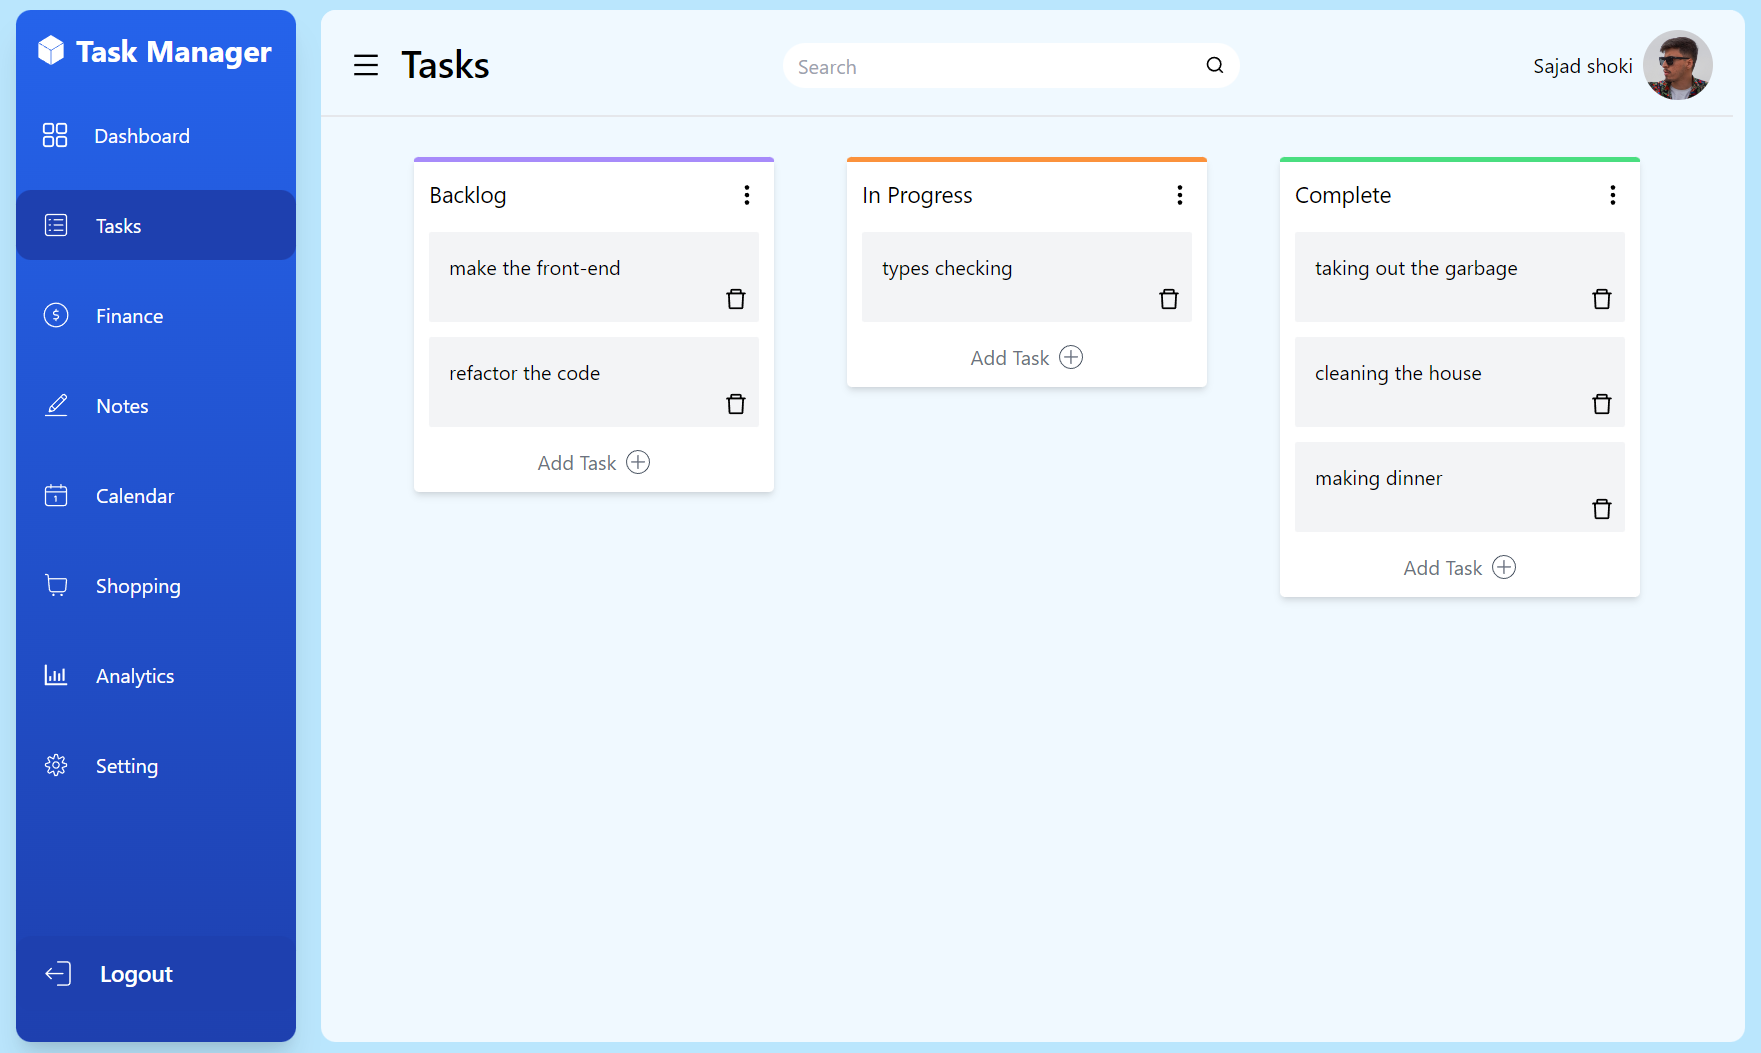 Task Manager
Dashboard
Tasks
Finance
Notes
Calendar
Shopping
Analytics
Setting
Logout
Tasks
Search
Sajad shoki
Backlog
make the front-end
refactor the code
Add Task
In Progress
types checking
Add Task
Complete
taking out the garbage
cleaning the house
making dinner
Add Task